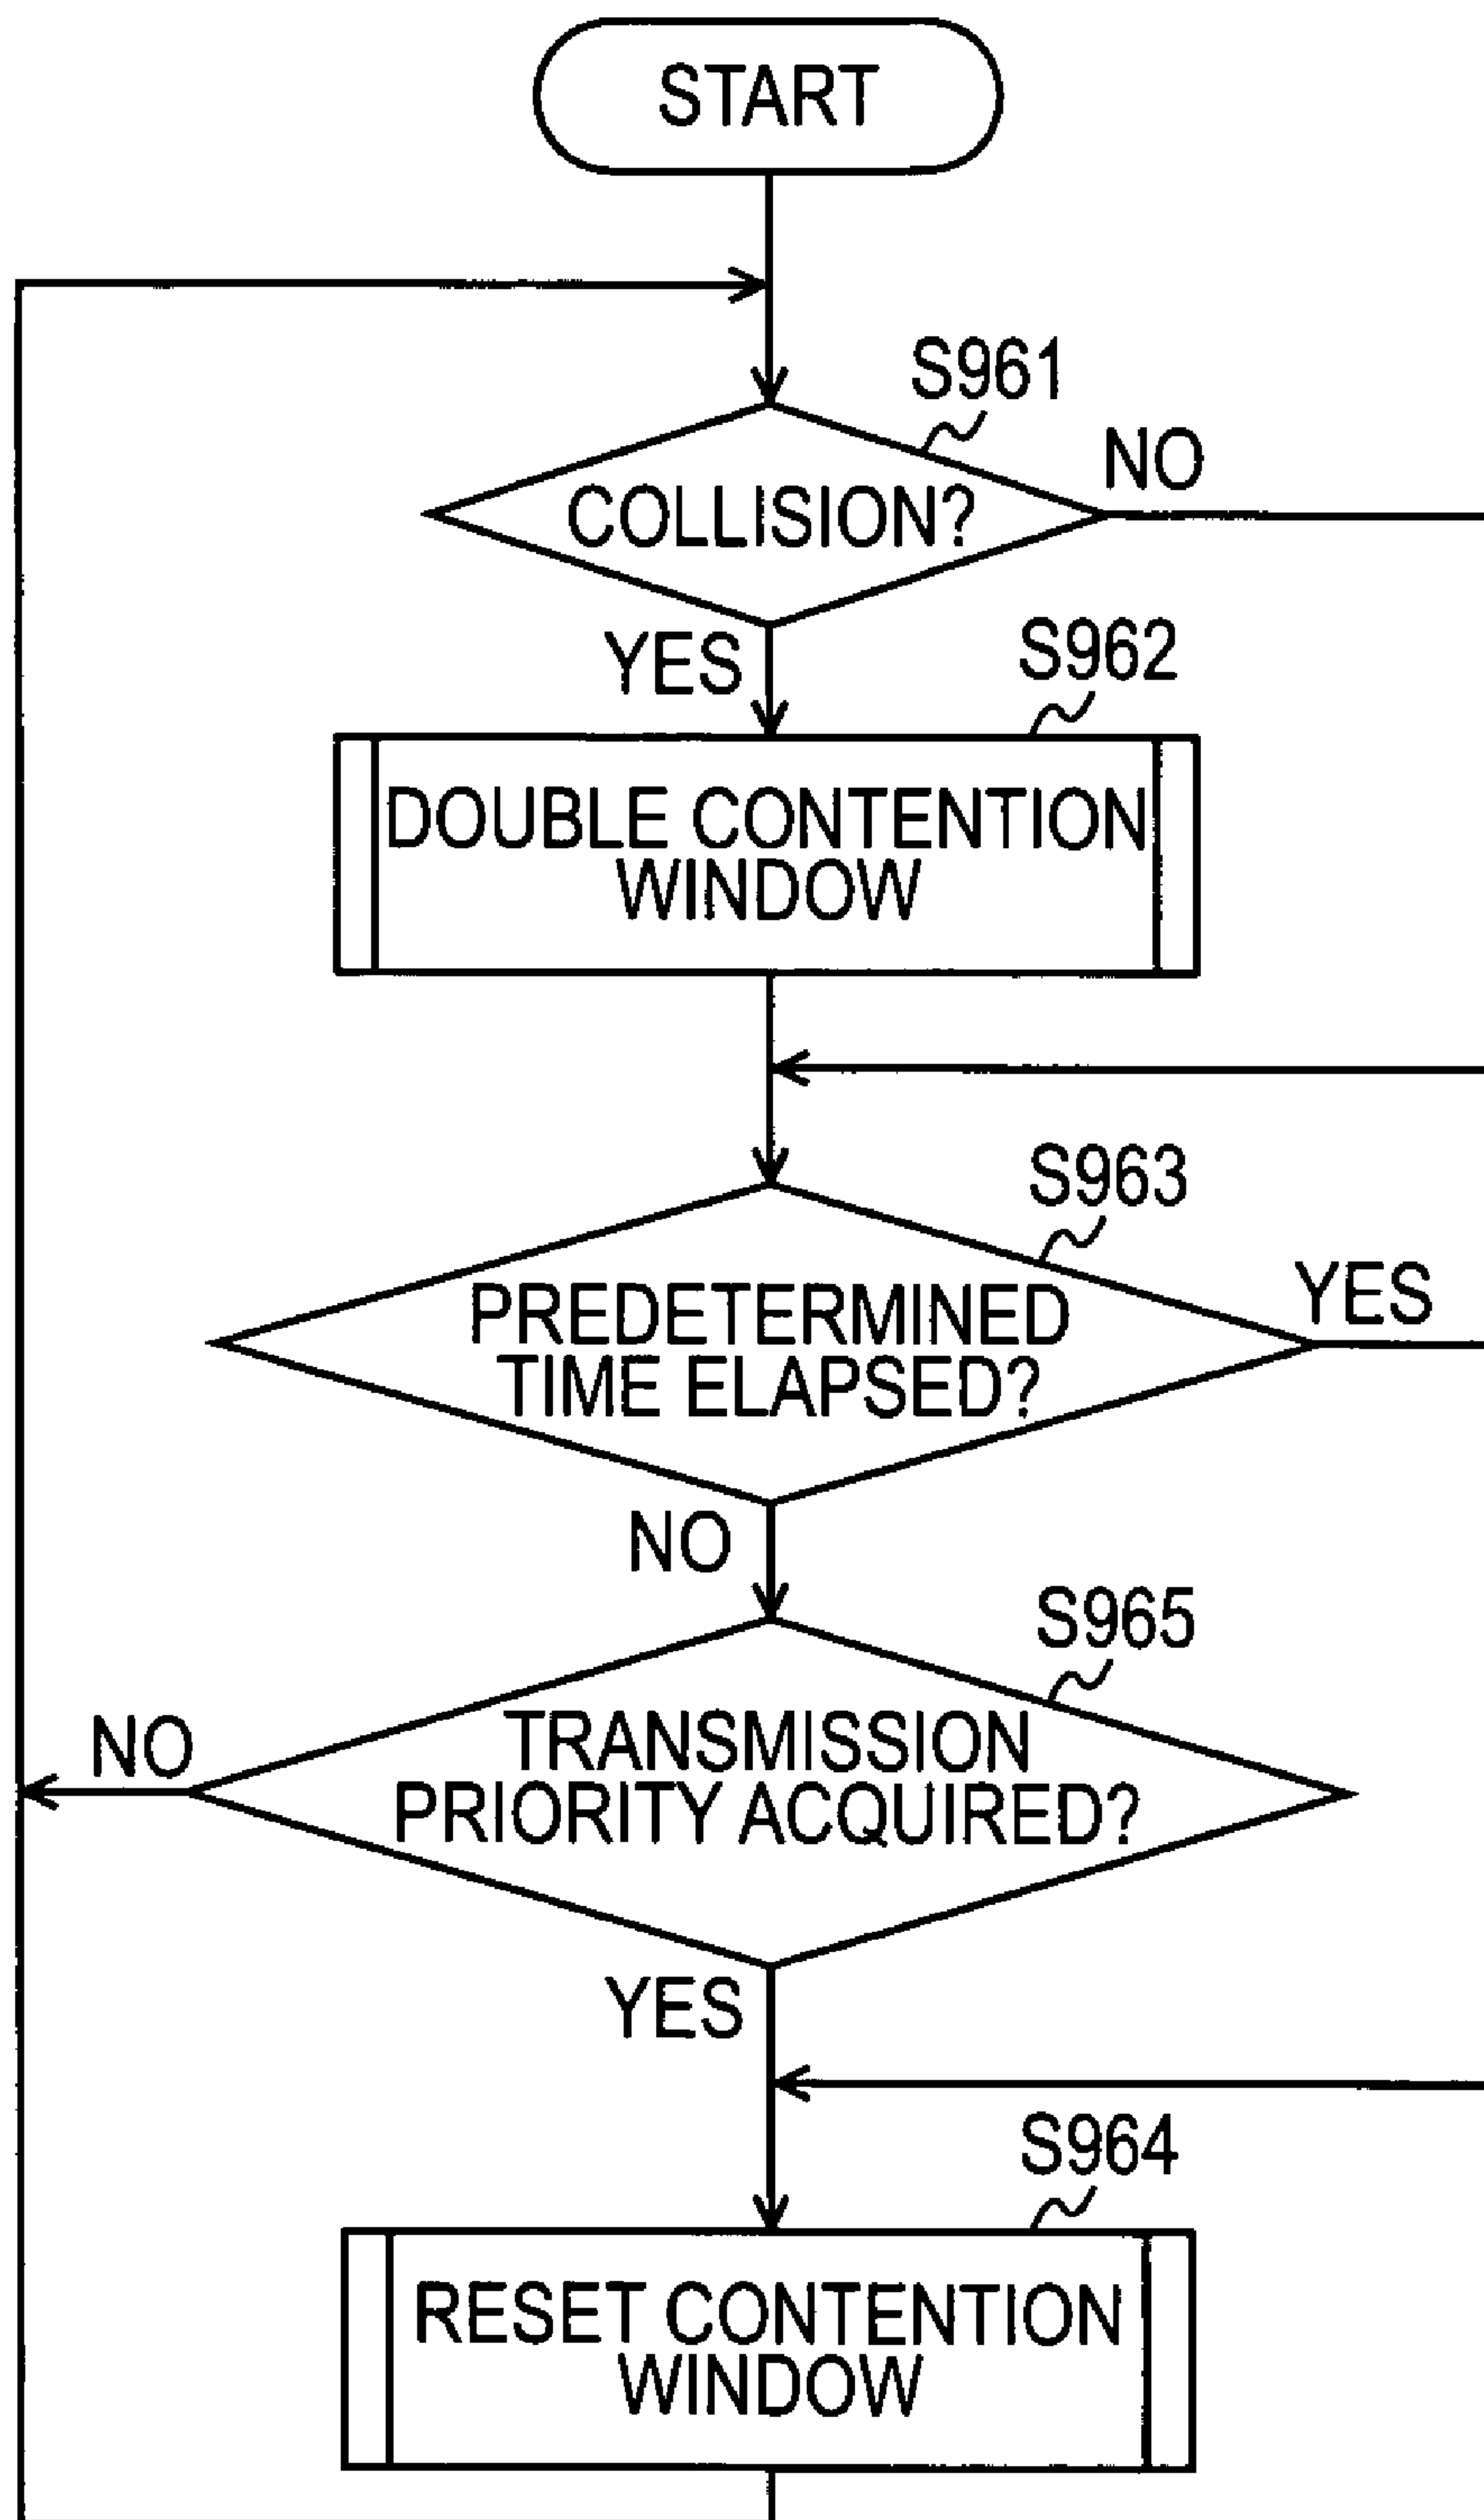 START
S961
NO
COLLISION?
YES
S962
DOUBLE CONTENTION
WINDOW
S963
YES
PREDETERMINED
TIME ELAPSED?
NO
S965
NO
TRANSMISSION
PRIORITY ACQUIRED?
YES
S964
RESET CONTENTION
WINDOW